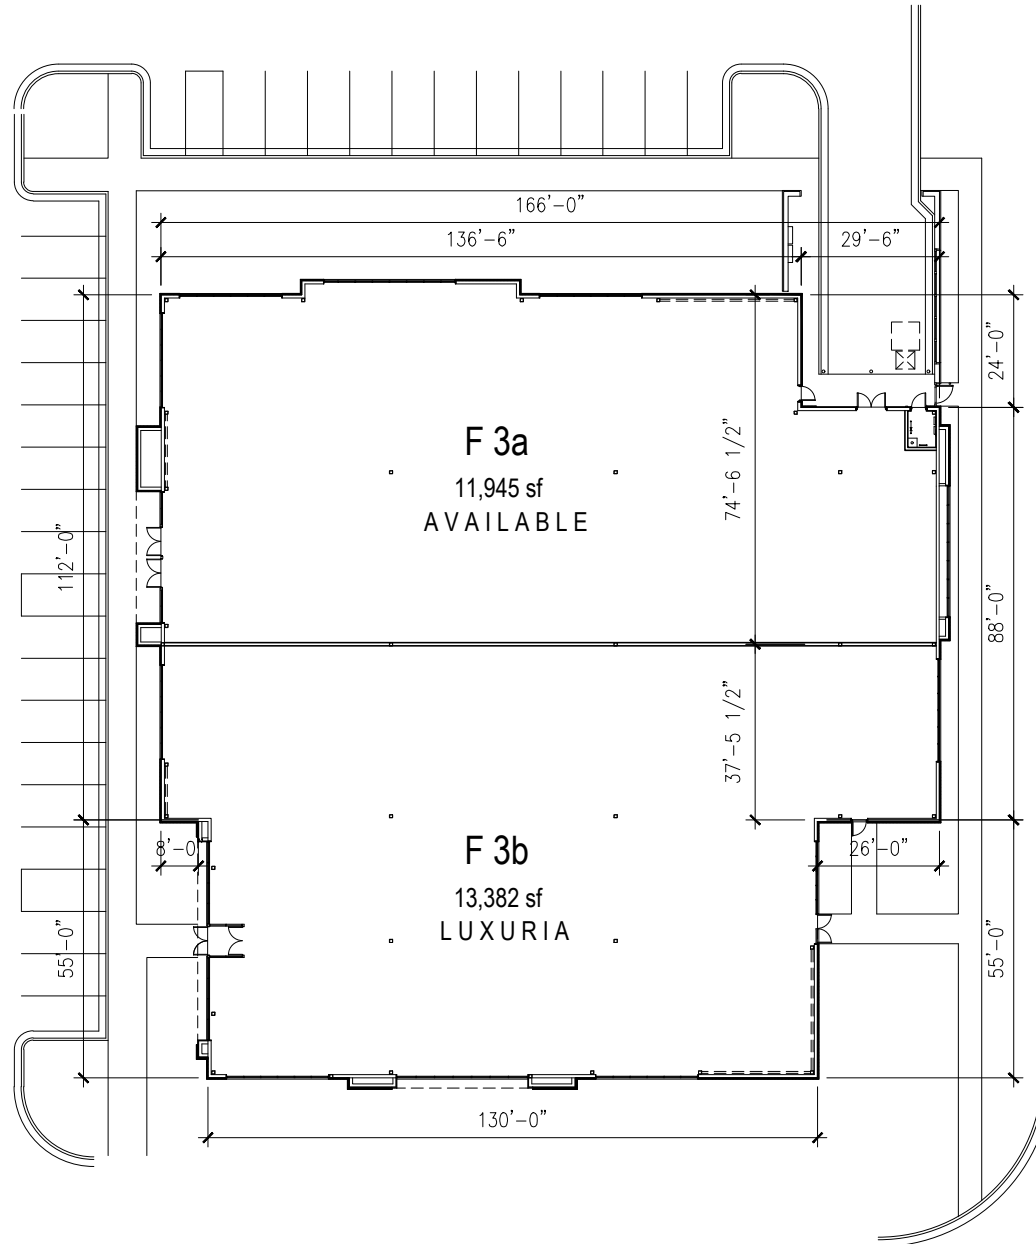 166'-0"
136'-6"
29'-6"
24'-0"
F 3a
11,945 sf
AVAILABLE
74'-6 1/2"
112'-0"
88'-0"
37'-5 1/2"
8'-0
F 3b
13,382 sf
LUXURIA
26'-0"
55'-0"
55'-0"
130'-0"